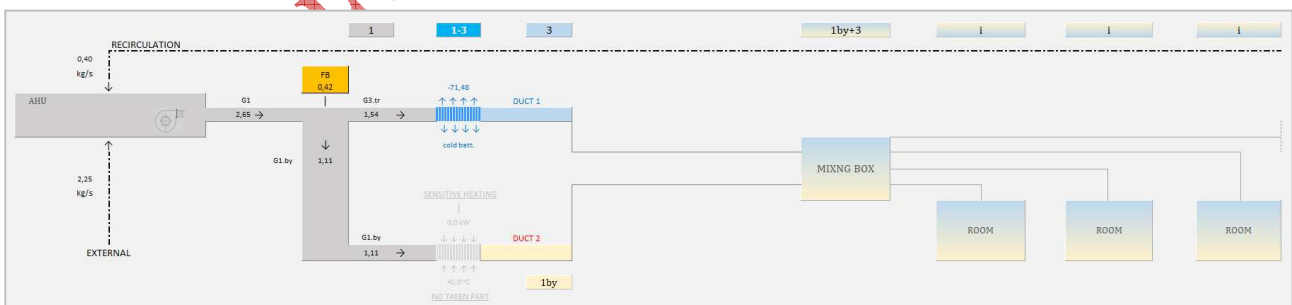 1
1-3
3
1by+3
i
i
i
RECIRCULATION
0,40
kg/s
FB
0,42
-71,48
AHU
G1
G3.tr
DUCT 1
2,65 →
1,54 →
cold batt.
G1.by
1,11
MIXNG BOX
2,25
kg/s
SENSITIVE HEATING
0,0 kW
ROOM
ROOM
ROOM
G1.by
DUCT 2
EXTERNAL
1,11 →
+0,0 °C
1by
NO TAKEN PART